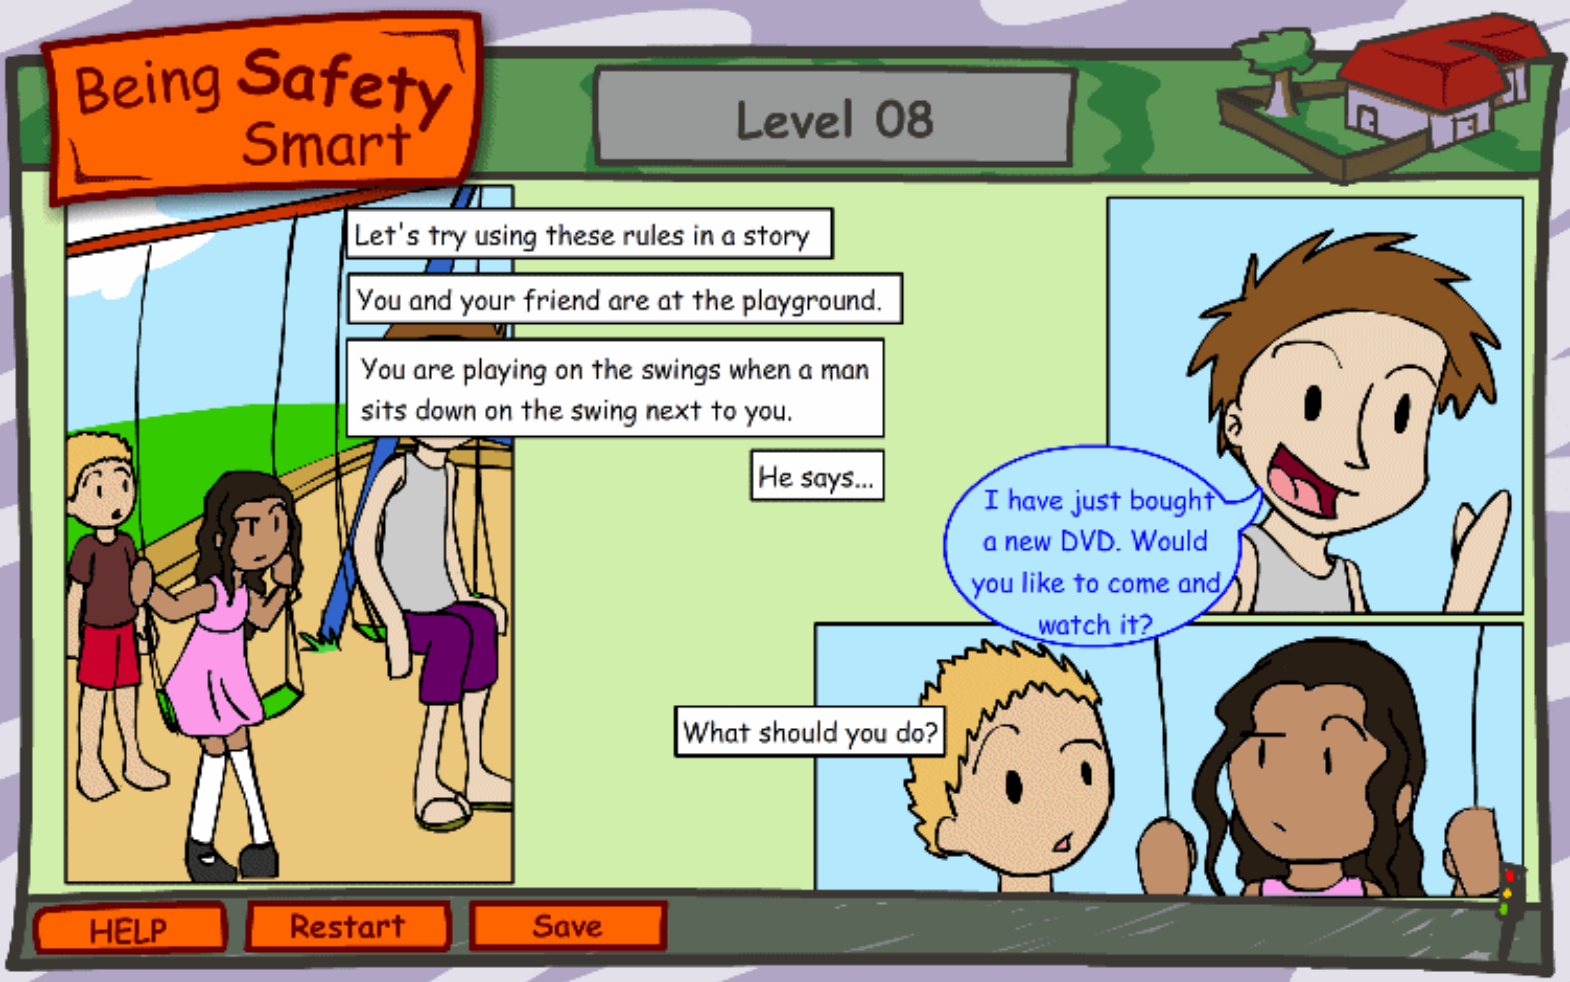 Being Safety
Smart
Level 08
Let's try using these rules in a story
You and your friend are at the playground.
You are playing on the swings when a man
sits down on the swing next to you.
He says...
I have just bought
a new DVD. Would
you like to come and
watch it?
What should you do?
HELP
Restart
Save